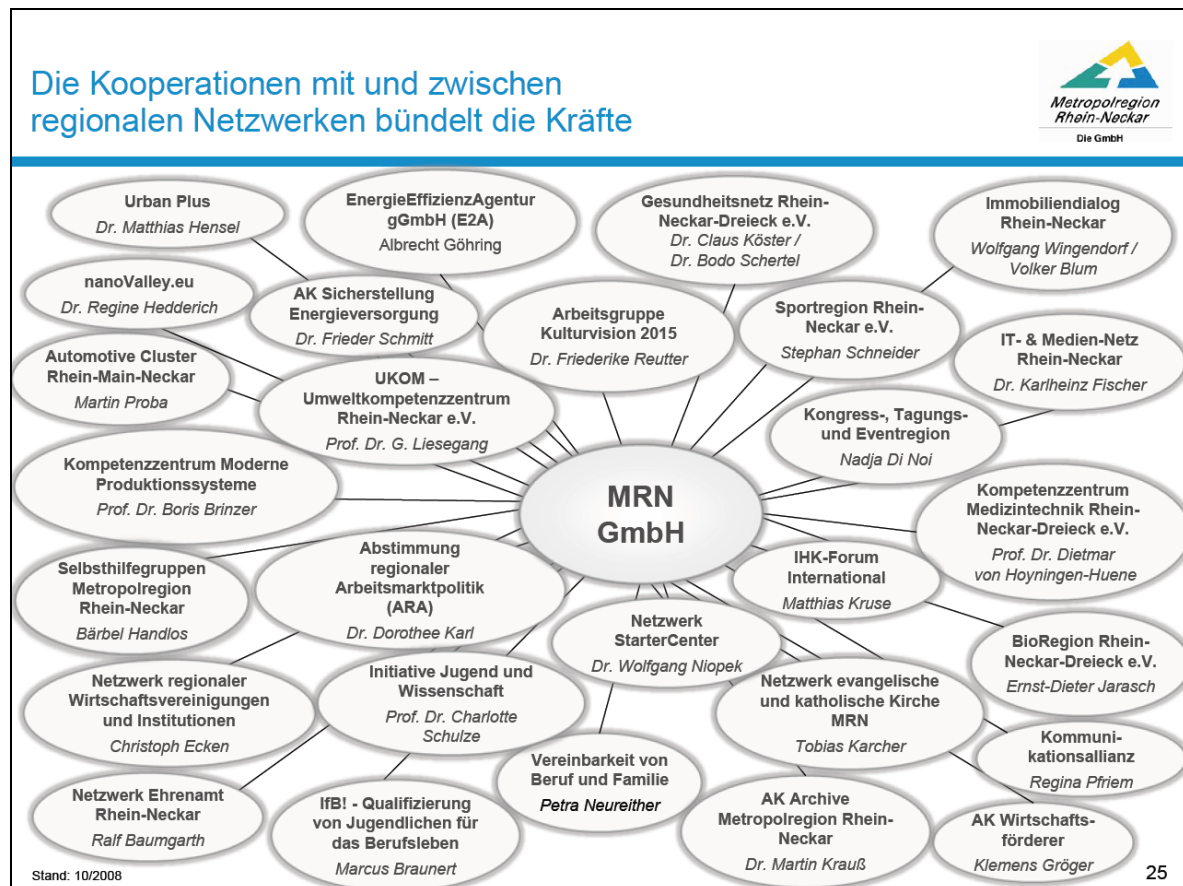 Die Kooperationen mit und zwischen
regionalen Netzwerken bündelt die Kräfte
Metropolregion
Rhein-Neckar
Die GmbH
Urban Plus
Dr. Matthias Hensel
EnergieEffizienzAgentur
gGmbH (E2A)
Albrecht Göhring
Gesundheitsnetz Rhein-
Neckar-Dreieck e.V.
Dr. Claus Köster /
Dr. Bodo Schertel
Immobiliendialog
Rhein-Neckar
Wolfgang Wingendorf /
Volker Blum
nanoValley.eu
Dr. Regine Hedderich
AK Sicherstellung
Energieversorgung
Dr. Frieder Schmitt
Arbeitsgruppe
Kulturvision 2015
Dr. Friederike Reutter
Sportregion Rhein-
Neckar e.V.
Stephan Schneider
IT- & Medien-Netz
Rhein-Neckar
Dr. Karlheinz Fischer
Automotive Cluster
Rhein-Main-Neckar
Martin Proba
UKOM –
Umweltkompetenzzentrum
Rhein-Neckar e.V.
Prof. Dr. G. Liesegang
Kongress-, Tagungs-
und Eventregion
Nadja Di Noi
Kompetenzzentrum Moderne
Produktionssysteme
Prof. Dr. Boris Brinzer
MRN
GmbH
Kompetenzzentrum
Medizintechnik Rhein-
Neckar-Dreieck e.V.
Prof. Dr. Dietmar
von Hoyningen-Huene
Selbsthilfegruppen
Metropolregion
Rhein-Neckar
Bärbel Handlos
Abstimmung
regionaler
Arbeitsmarktpolitik
(ARA)
Dr. Dorothee Karl
IHK-Forum
International
Matthias Kruse
Netzwerk
StarterCenter
Dr. Wolfgang Niopek
BioRegion Rhein-
Neckar-Dreieck e.V.
Ernst-Dieter Jarasch
Netzwerk regionaler
Wirtschaftsvereinigungen
und Institutionen
Christoph Ecken
Initiative Jugend und
Wissenschaft
Prof. Dr. Charlotte
Schulze
Netzwerk evangelische
und katholische Kirche
MRN
Tobias Karcher
Kommuni-
kationsallianz
Regina Pfriem
Vereinbarkeit von
Beruf und Familie
Petra Neureither
Netzwerk Ehrenamt
Rhein-Neckar
Ralf Baumgarth
IfB! - Qualifizierung
von Jugendlichen für
das Berufsleben
Marcus Braunert
AK Archive
Metropolregion Rhein-
Neckar
Dr. Martin Krauß
AK Wirtschafts-
förderer
Klemens Gröger
Stand: 10/2008
25